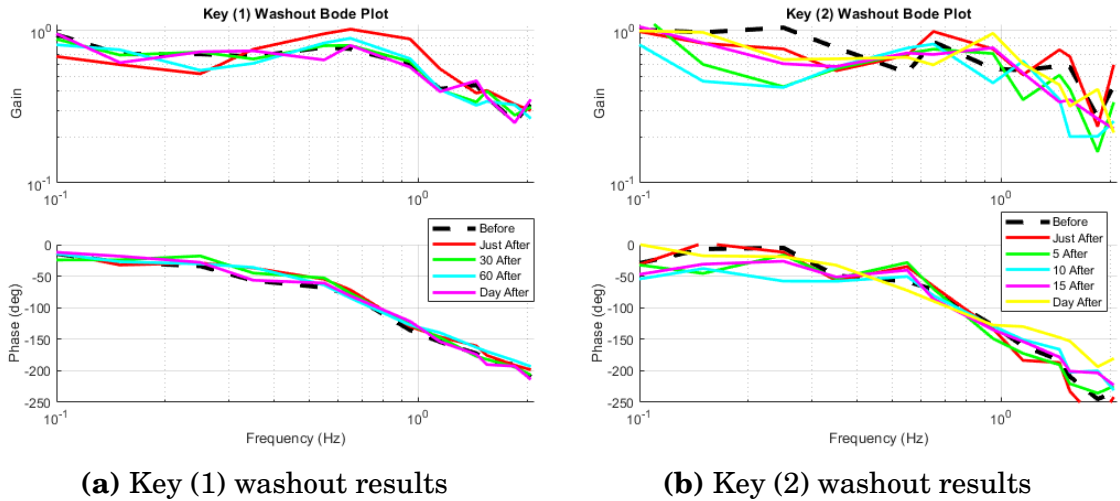 Key (1) Washout Bode Plot
10^0
Gain
10^-1
10^-1
10^0
Before
Just After
30 After
60 After
Day After
0
-50
-100
-150
-200
-250
Phase (deg)
10^-1
10^0
Frequency (Hz)
(a) Key (1) washout results
Key (2) Washout Bode Plot
10^0
Gain
10^-1
10^-1
10^0
Before
Just After
5 After
10 After
15 After
Day After
0
-50
-100
-150
-200
-250
Phase (deg)
10^-1
10^0
Frequency (Hz)
(b) Key (2) washout results